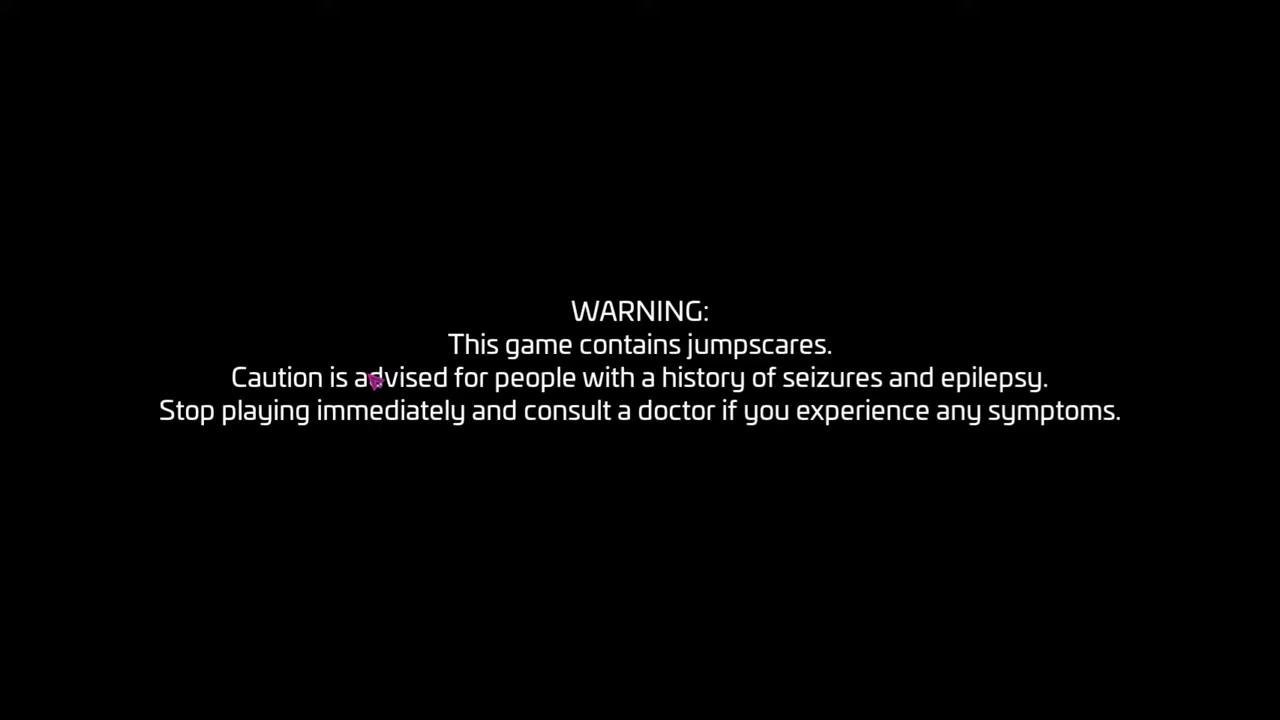 WARNING:
This game contains jumpscares.
Caution is advised for people with a history of seizures and epilepsy.
Stop playing immediately and consult a doctor if you experience any symptoms.